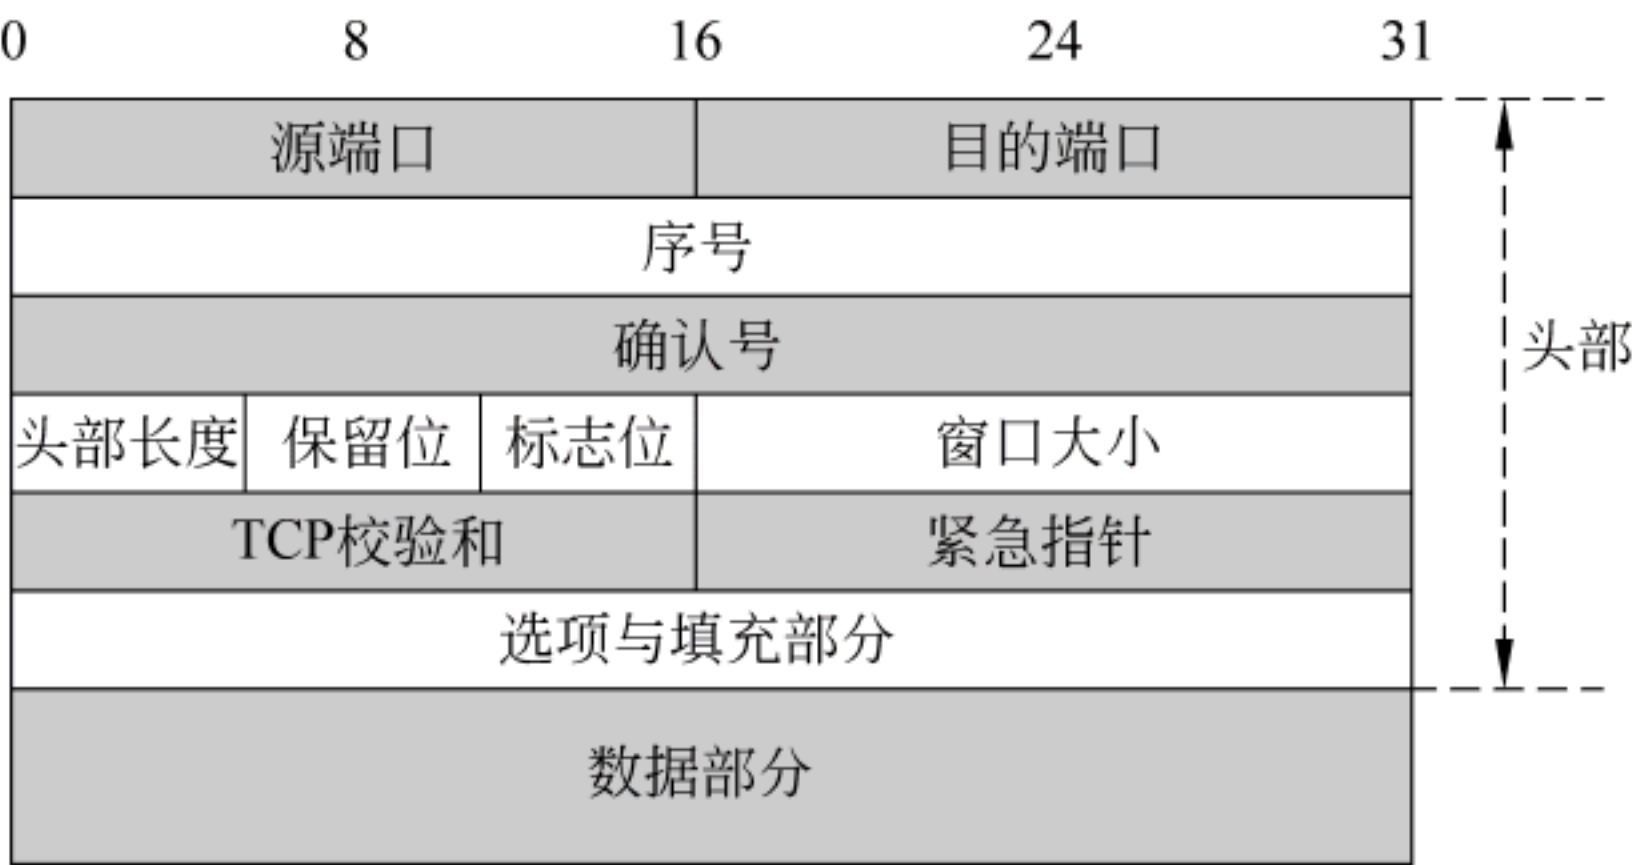 0 8 16 24 31
源端口 目的端口
序号
确认号
头部
头部长度 保留位 标志位 窗口大小
TCP校验和 紧急指针
选项与填充部分
数据部分